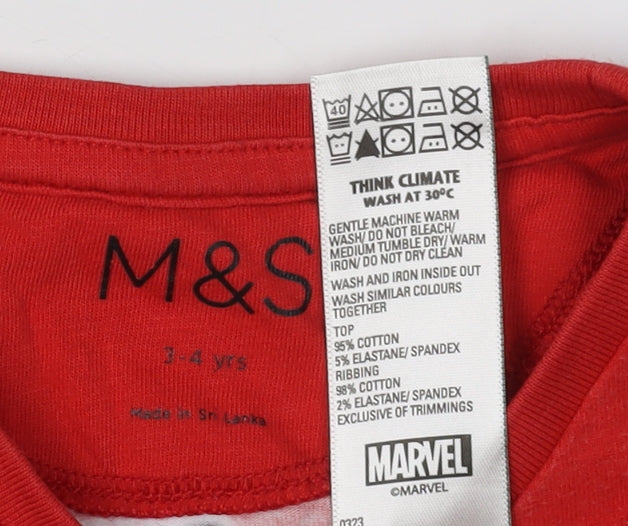 M&S
3-4 yrs
Made in Sri Lanka
40
THINK CLIMATE
WASH AT 30°C
GENTLE MACHINE WARM
WASH/ DO NOT BLEACH/
MEDIUM TUMBLE DRY/ WARM
IRON/ DO NOT DRY CLEAN
WASH AND IRON INSIDE OUT
WASH SIMILAR COLOURS
TOGETHER
TOP
95% COTTON
5% ELASTANE/ SPANDEX
RIBBING
98% COTTON
2% ELASTANE/ SPANDEX
EXCLUSIVE OF TRIMMINGS
MARVEL
©MARVEL
0323